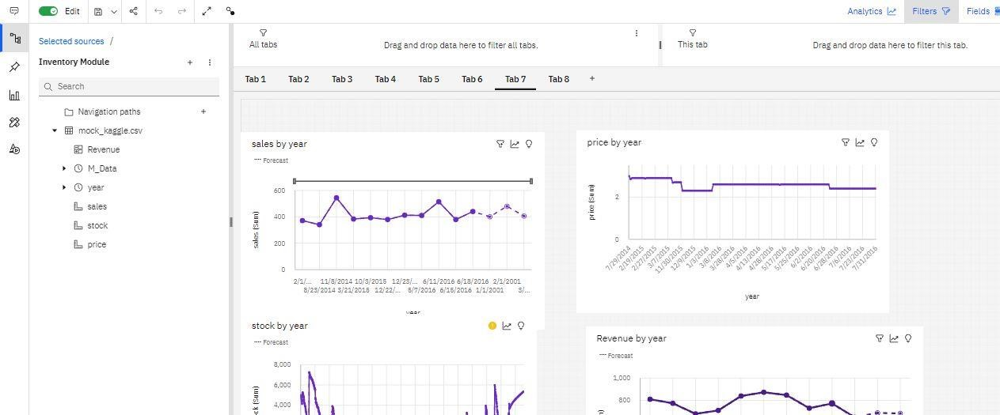 Edit
Analytics
Filters
Fields
Selected sources /
Inventory Module
Search
Navigation paths
mock_kaggle.csv
Revenue
M_Data
year
sales
stock
price
All tabs
Drag and drop data here to filter all tabs.
This tab
Drag and drop data here to filter this tab.
Tab 1 Tab 2 Tab 3 Tab 4 Tab 5 Tab 6 Tab 7 Tab 8 +
sales by year
Forecast
600
400
200
0
sales (Sum)
2/1/... 11/8/2014 10/3/2015 12/23/... 6/11/2016 6/18/2016 2/1/2001
8/23/2014 3/21/2015 12/22/... 5/7/2016 6/15/2016 1/1/2001 3/...
year
price by year
price (Sum)
2
0
7/29/2014 2/19/2015 2/27/2015 3/7/2015 11/30/2015 12/9/2015 1/3/2016 3/8/2016 3/28/2016 4/5/2016 4/13/2016 4/28/2016 5/17/2016 5/25/2016 6/2/2016 6/20/2016 6/28/2016 7/6/2016 7/23/2016 7/31/2016
year
stock by year
Forecast
8,000
6,000
4,000
ck (Sum)
Revenue by year
Forecast
1,000
800